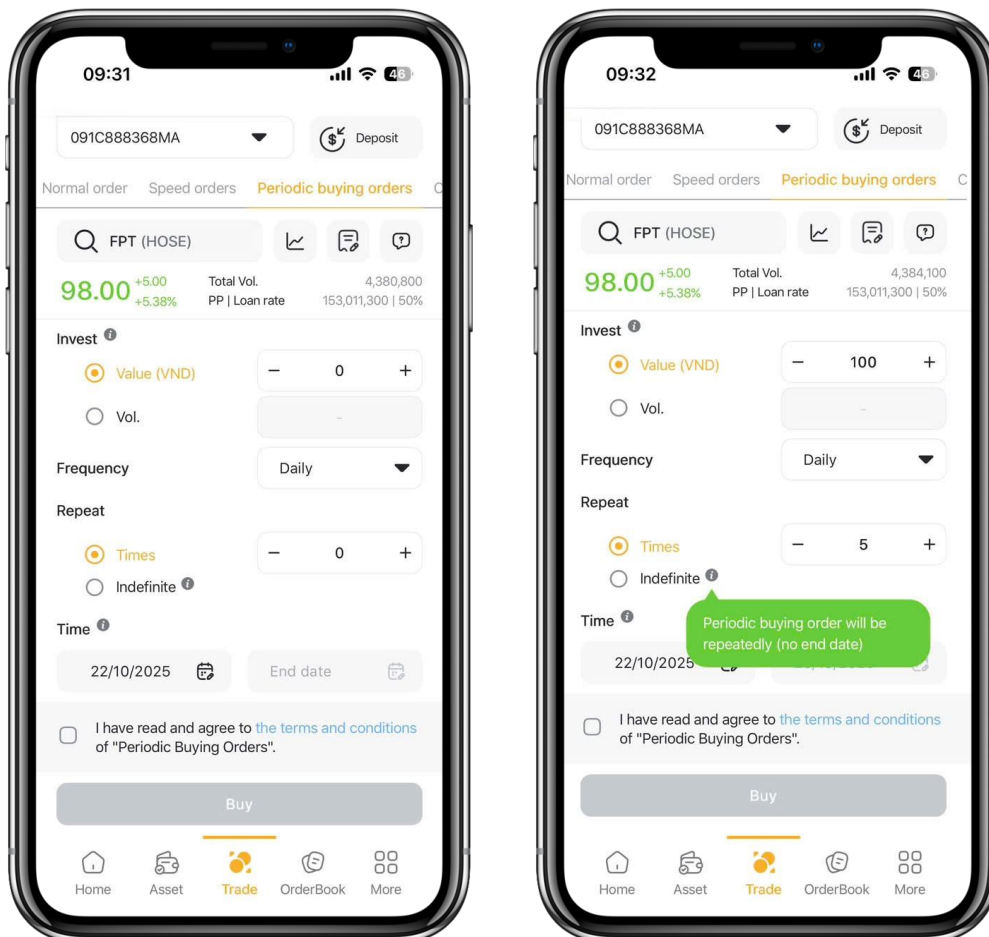 09:31
46
091C888368MA
Deposit
Normal order Speed orders Periodic buying orders
FPT (HOSE)
98.00 +5.00 Total Vol. 4,380,800
+5.38% PP | Loan rate 153,011,300 | 50%
Invest
Value (VND) - 0 +
Vol. -
Frequency Daily
Repeat
Times - 0 +
Indefinite
Time
22/10/2025 End date
I have read and agree to the terms and conditions
of "Periodic Buying Orders".
Buy
Home Asset Trade OrderBook More
09:32
46
091C888368MA
Deposit
Normal order Speed orders Periodic buying orders
FPT (HOSE)
98.00 +5.00 Total Vol. 4,384,100
+5.38% PP | Loan rate 153,011,300 | 50%
Invest
Value (VND) - 100 +
Vol. -
Frequency Daily
Repeat
Times - 5 +
Indefinite
Time
Periodic buying order will be
repeatedly (no end date)
22/10/2025
I have read and agree to the terms and conditions
of "Periodic Buying Orders".
Buy
Home Asset Trade OrderBook More